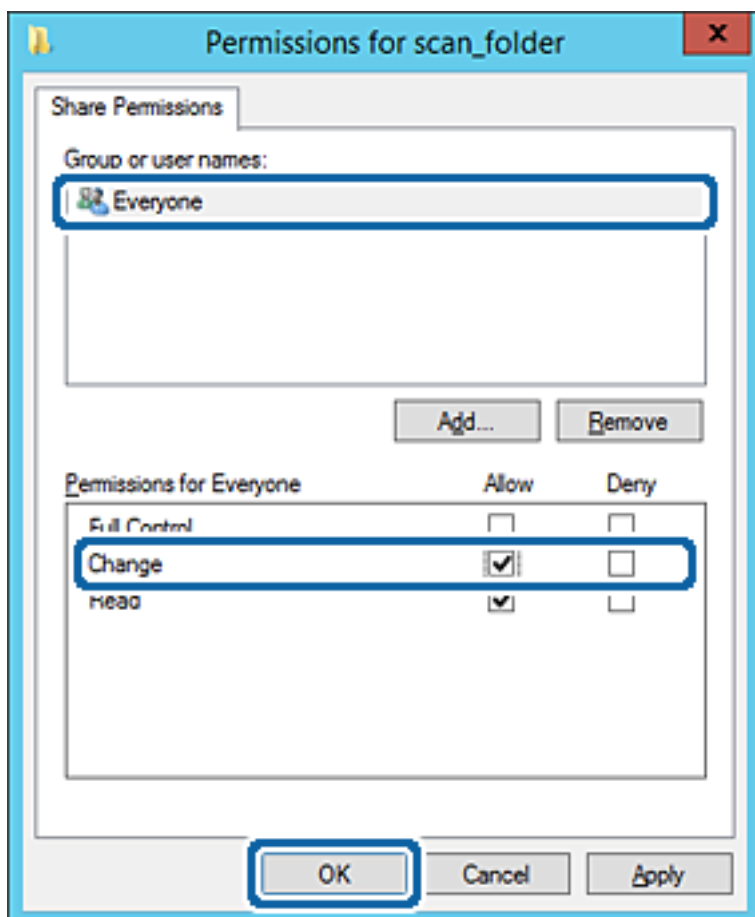 Permissions for scan_folder
Share Permissions
Group or user names:
Everyone
Add...
Remove
Permissions for Everyone Allow Deny
Full Control
Change
Read
OK
Cancel
Apply